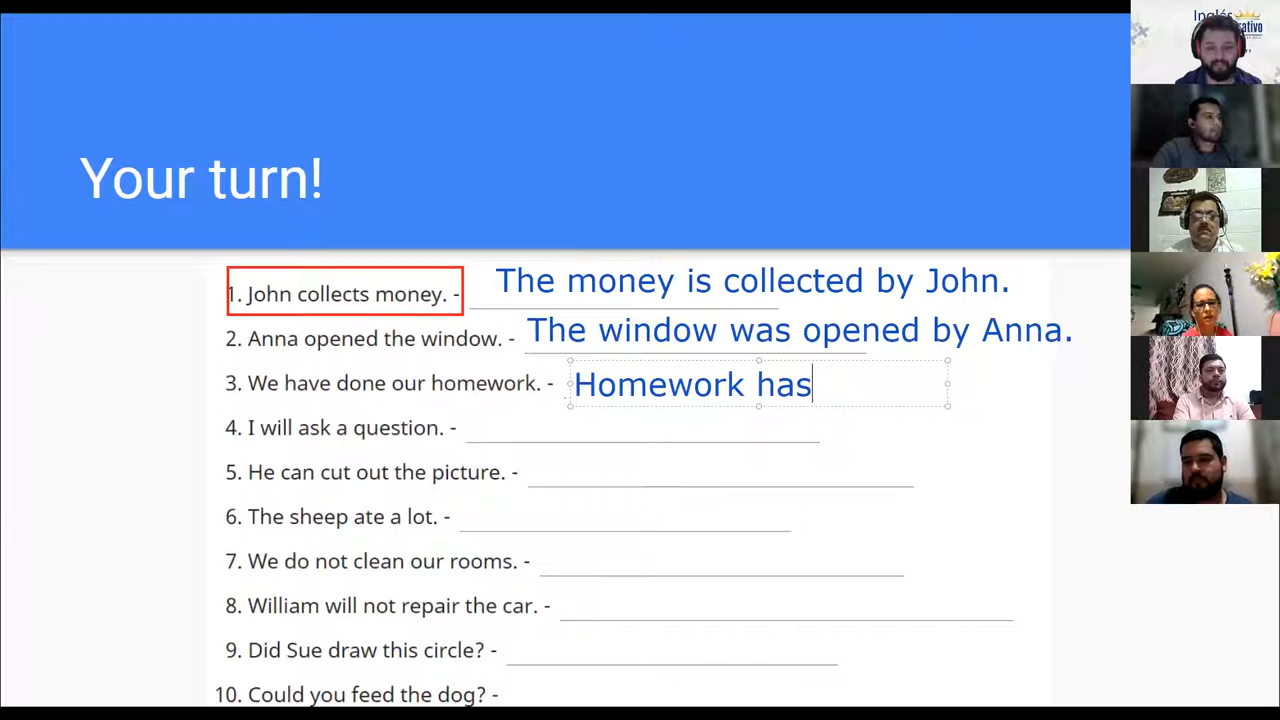 Inglés
Your turn!
1. John collects money. - The money is collected by John.
2. Anna opened the window. - The window was opened by Anna.
3. We have done our homework. - Homework has
4. I will ask a question. -
5. He can cut out the picture. -
6. The sheep ate a lot. -
7. We do not clean our rooms. -
8. William will not repair the car. -
9. Did Sue draw this circle? -
10. Could you feed the dog? -